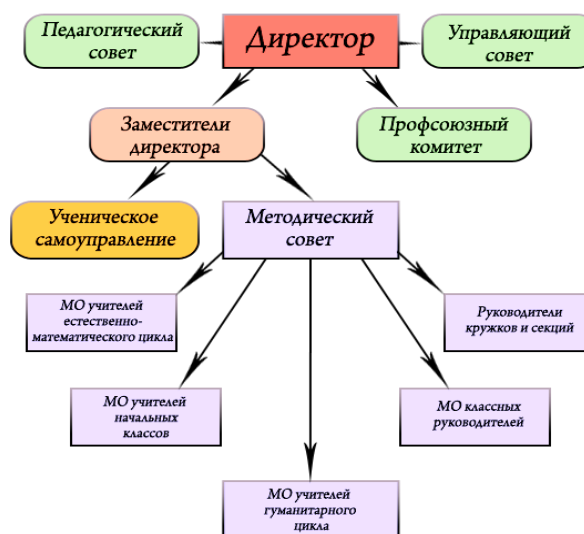 Педагогический
совет
Директор
Управляющий
совет
Заместители
директора
Профсоюзный
комитет
Ученическое
самоуправление
Методический
совет
МО учителей
естественно-
математического цикла
Руководители
кружков и секций
МО учителей
начальных
классов
МО классных
руководителей
МО учителей
гуманитарного
цикла